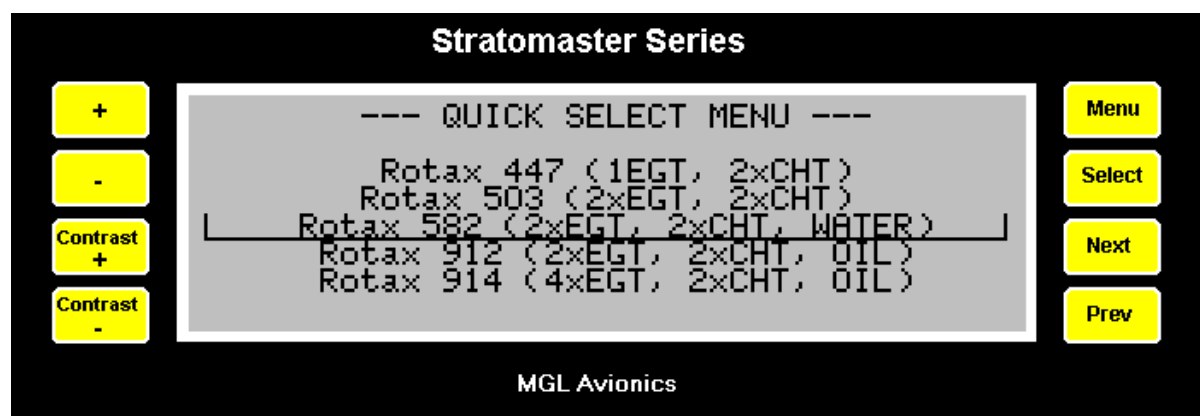 Stratomaster Series
+
-
Contrast
+
Contrast
-
--- QUICK SELECT MENU ---
Rotax 447 (1EGT, 2xCHT)
Rotax 503 (2xEGT, 2xCHT)
Rotax 582 (2xEGT, 2xCHT, WATER)
Rotax 912 (2xEGT, 2xCHT, OIL)
Rotax 914 (4xEGT, 2xCHT, OIL)
Menu
Select
Next
Prev
MGL Avionics